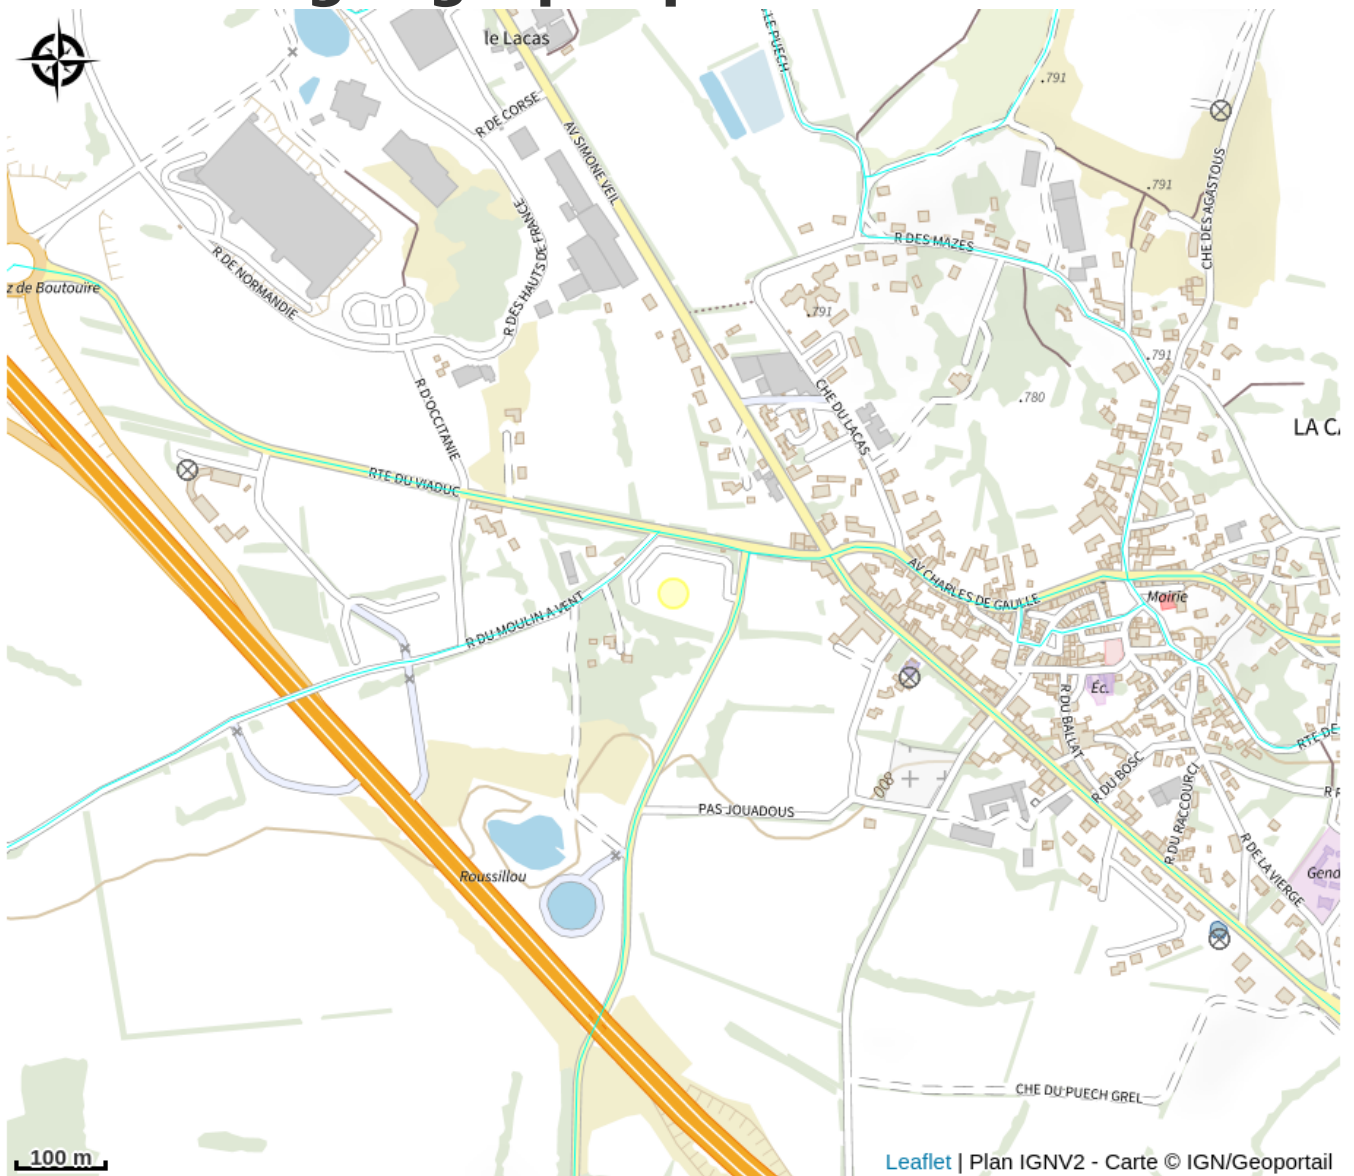 le Lacas
LE PUECH
.791
R DE CORSE
AV SIMONE VEIL
CHE DES AGASTOUS
.791
R DES HAUTS DE FRANCE
R DES MAZES
R DE NORMANDIE
z de Boutouïre
.791
.791
R D'OCCITANIE
CHE DU LACAS
.780
LA CA
RTE DU VIADUC
AV CHARLES DE GAULLE
Mairie
R DU MOULIN A VENT
Éc.
R DU BALLAT
RTE DE
R DU BOSC
800
R DU RACCOURCI
PAS JOUADOUS
R DE LA VIERGE
Roussillou
Gend
CHE DU PUECH GREL
100 m
Leaflet | Plan IGNV2 - Carte © IGN/Geoportail